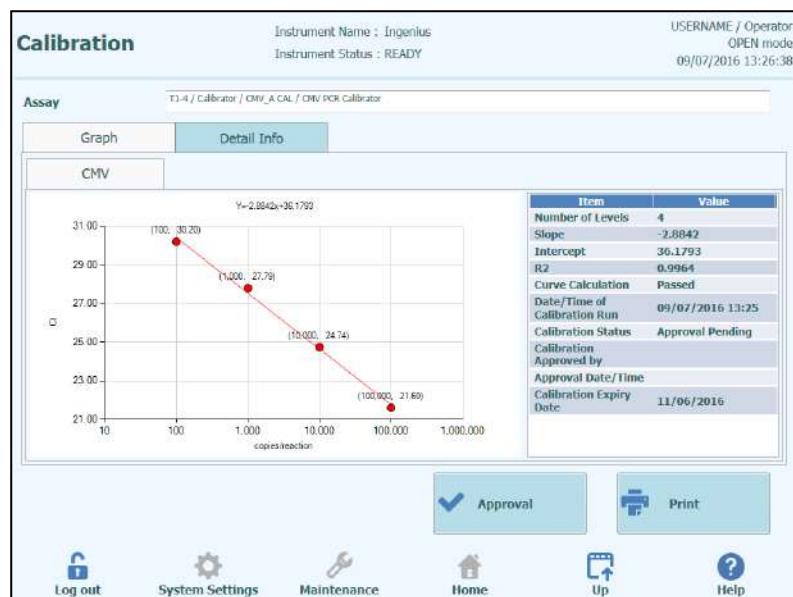 Calibration
Instrument Name : Ingenius
Instrument Status : READY
USERNAME / Operator
OPEN mode
09/07/2016 13:26:38
Assay
T3-4 / Calibrator / CMV_A CAL / CMV PCR Calibrator
Graph
Detail Info
CMV
Y=-2.8842x+36.1793
31.00
29.00
27.00
25.00
23.00
21.00
Ct
(100, 30.20)
(1,000, 27.79)
(10,000, 24.74)
(100,000, 21.60)
10
100
1.000
10.000
100.000
1.000.000
copies/reaction
Item Value
Number of Levels 4
Slope -2.8842
Intercept 36.1793
R2 0.9964
Curve Calculation Passed
Date/Time of
Calibration Run 09/07/2016 13:25
Calibration Status Approval Pending
Calibration
Approved by
Approval Date/Time
Calibration Expiry
Date 11/06/2016
Approval
Print
Log out
System Settings
Maintenance
Home
Up
Help